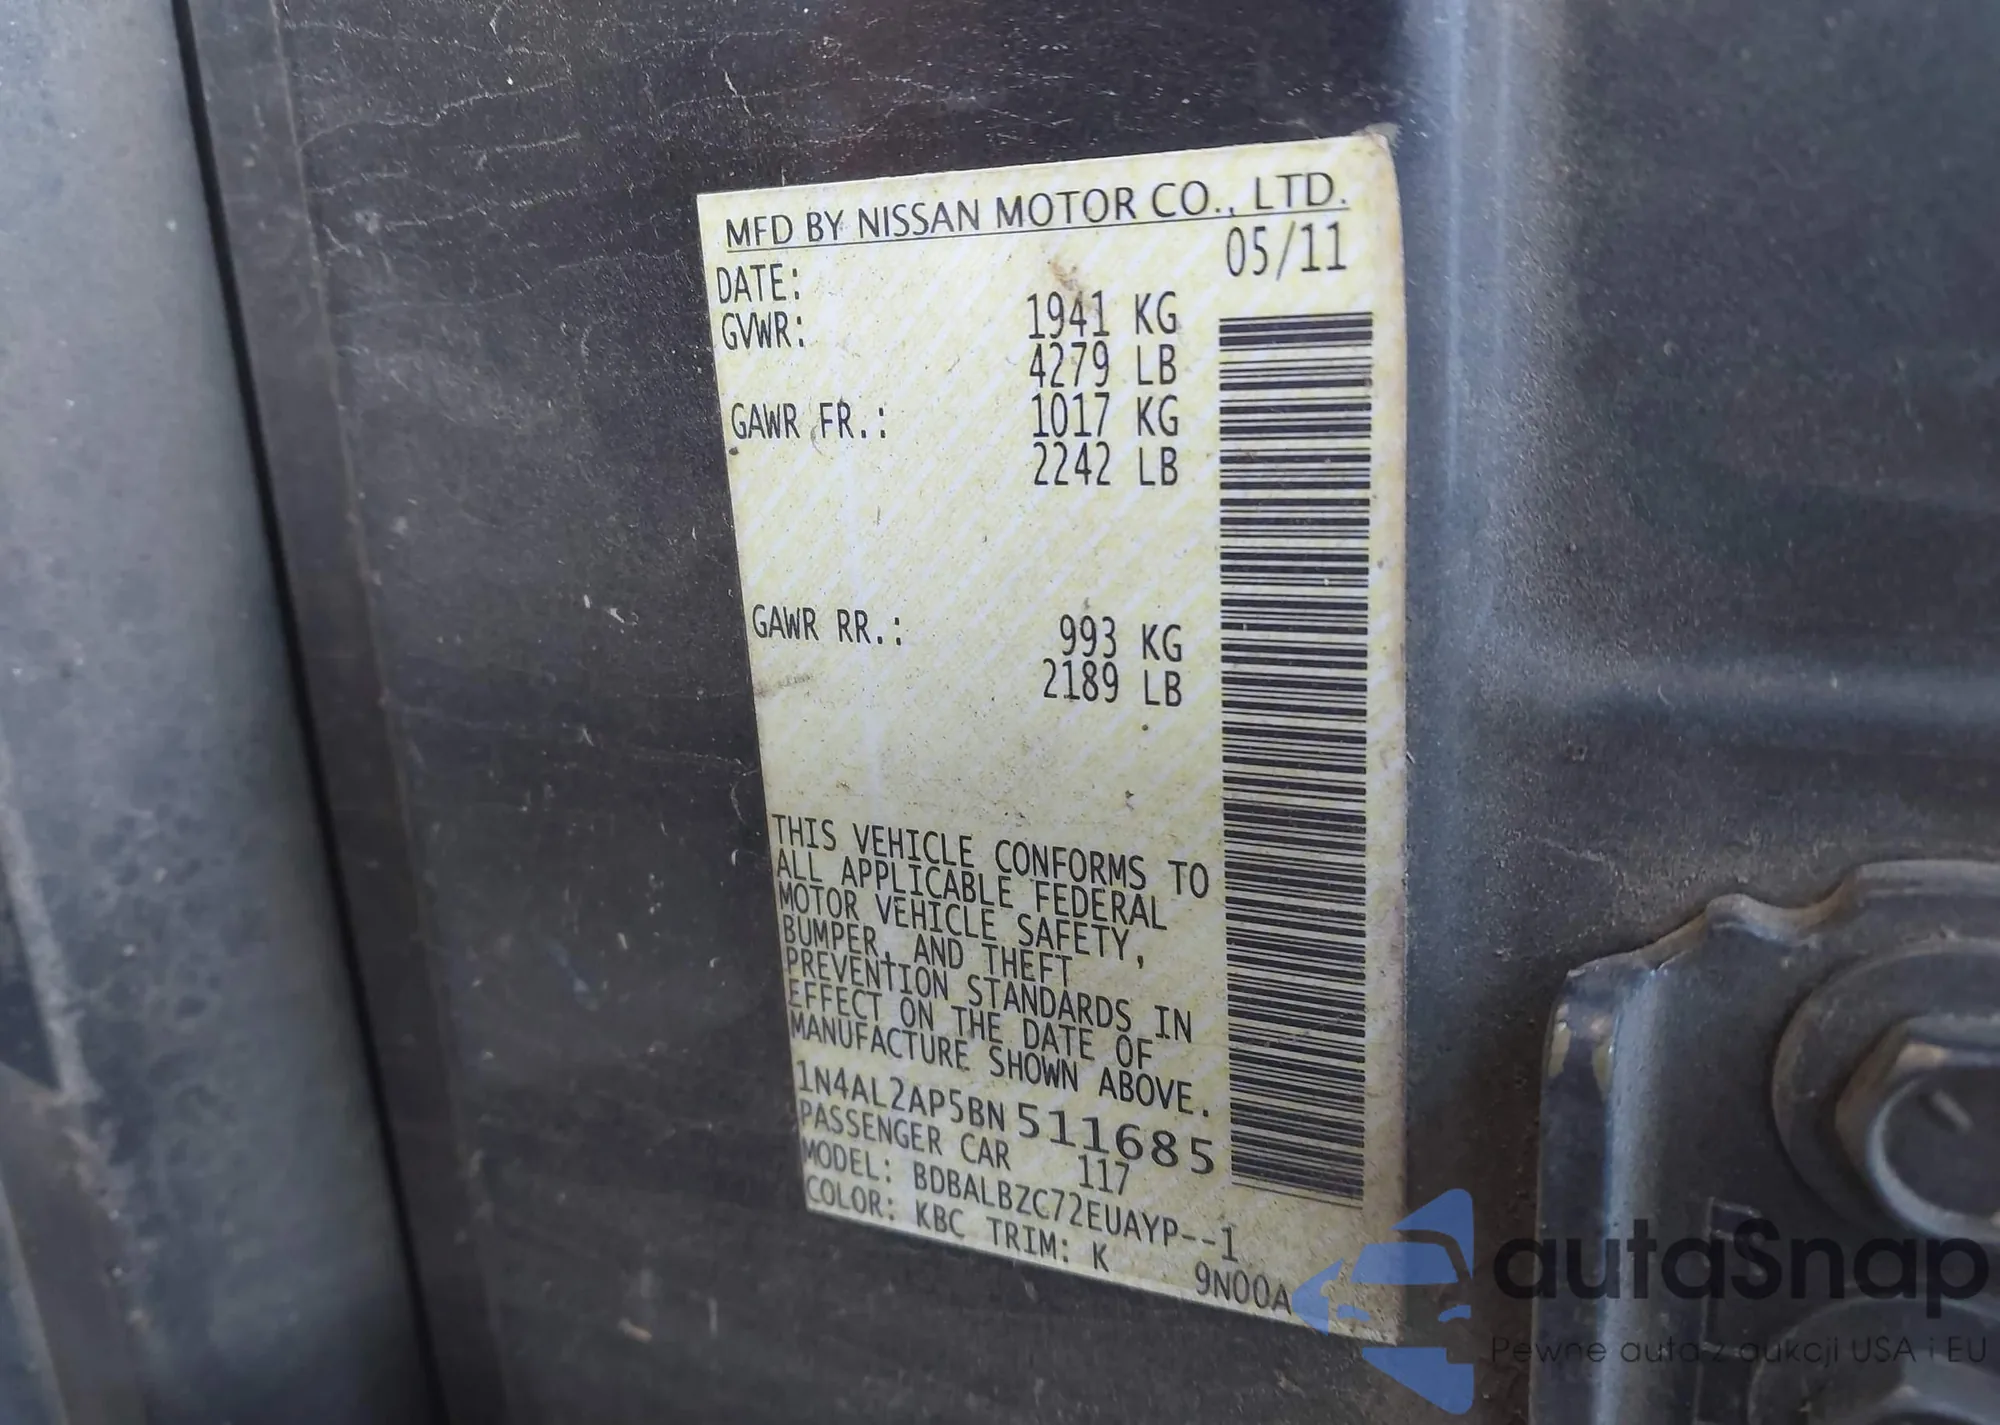 MFD BY NISSAN MOTOR CO., LTD.
DATE: 05/11
GVWR: 1941 KG
4279 LB
GAWR FR.: 1017 KG
2242 LB
GAWR RR.: 993 KG
2189 LB
THIS VEHICLE CONFORMS TO
ALL APPLICABLE FEDERAL
MOTOR VEHICLE SAFETY,
BUMPER, AND THEFT
PREVENTION STANDARDS IN
EFFECT ON THE DATE OF
MANUFACTURE SHOWN ABOVE.
1N4AL2AP5BN511685
PASSENGER CAR 117
MODEL: BDBALBZC72EUAYP--1
COLOR: KBC TRIM: K 9N00A
autaSnap
Pewne auta z aukcji USA i EU